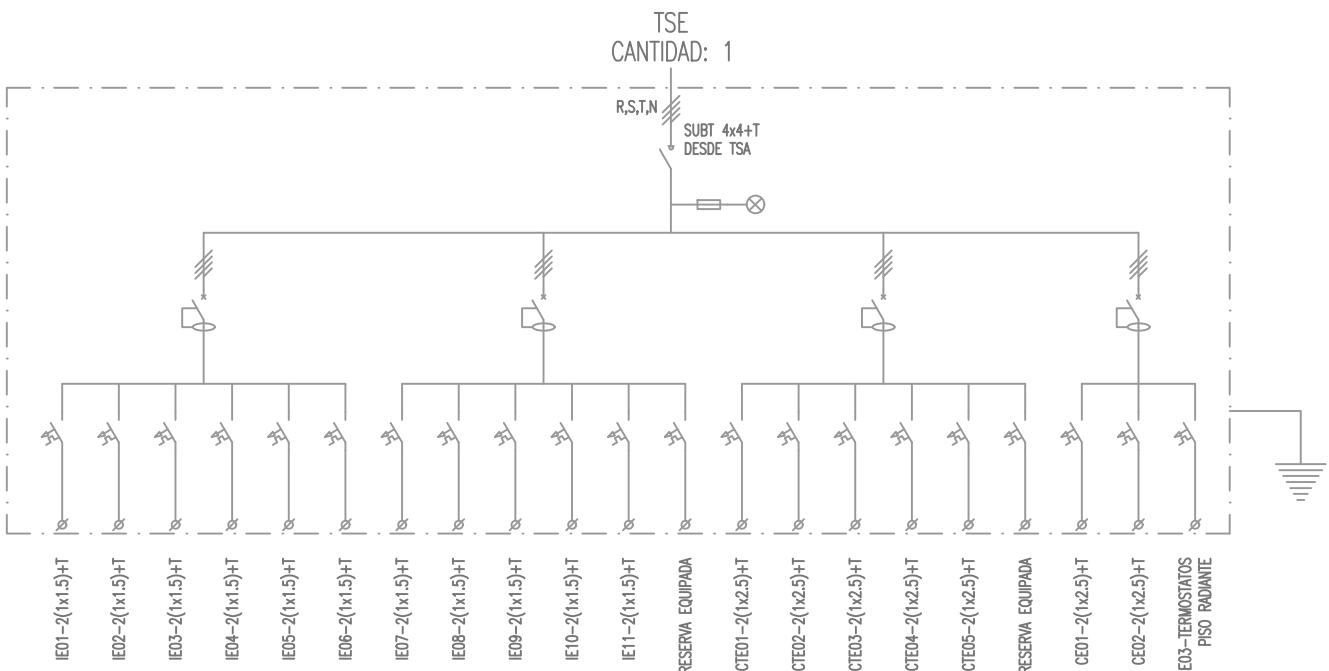 TSE
CANTIDAD: 1
R,S,T,N
SUBT 4x4+T
DESDE TSA
IE01-2(1x1.5)+T
IE02-2(1x1.5)+T
IE03-2(1x1.5)+T
IE04-2(1x1.5)+T
IE05-2(1x1.5)+T
IE06-2(1x1.5)+T
IE07-2(1x1.5)+T
IE08-2(1x1.5)+T
IE09-2(1x1.5)+T
IE10-2(1x1.5)+T
IE11-2(1x1.5)+T
RESERVA EQUIPADA
CTE01-2(1x2.5)+T
CTE02-2(1x2.5)+T
CTE03-2(1x2.5)+T
CTE04-2(1x2.5)+T
CTE05-2(1x2.5)+T
RESERVA EQUIPADA
CE01-2(1x2.5)+T
CE02-2(1x2.5)+T
E03-TERMOSTATOS
PISO RADIANTE